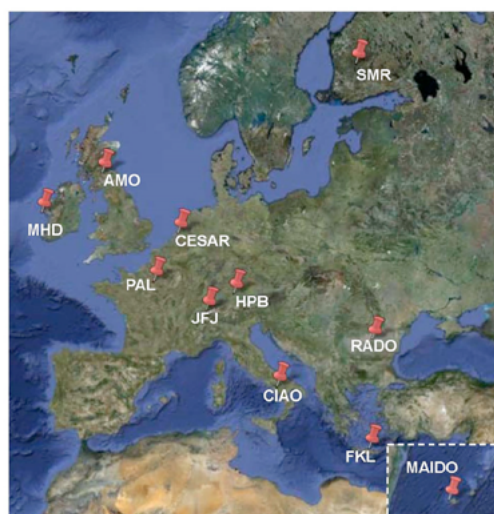 SMR
AMO
MHD
CESAR
PAL
HPB
JFJ
RADO
CIAO
FKL
MAIDO